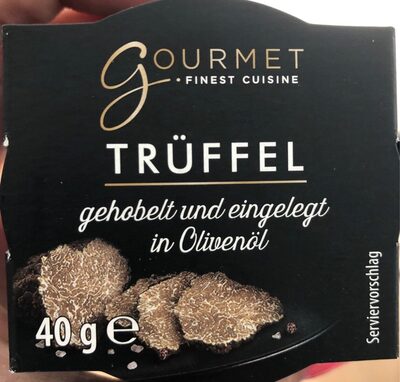 GOURMET
• FINEST CUISINE
TRÜFFEL
gehobelt und eingelegt
in Olivenöl
40 g ℮
Serviervorschlag